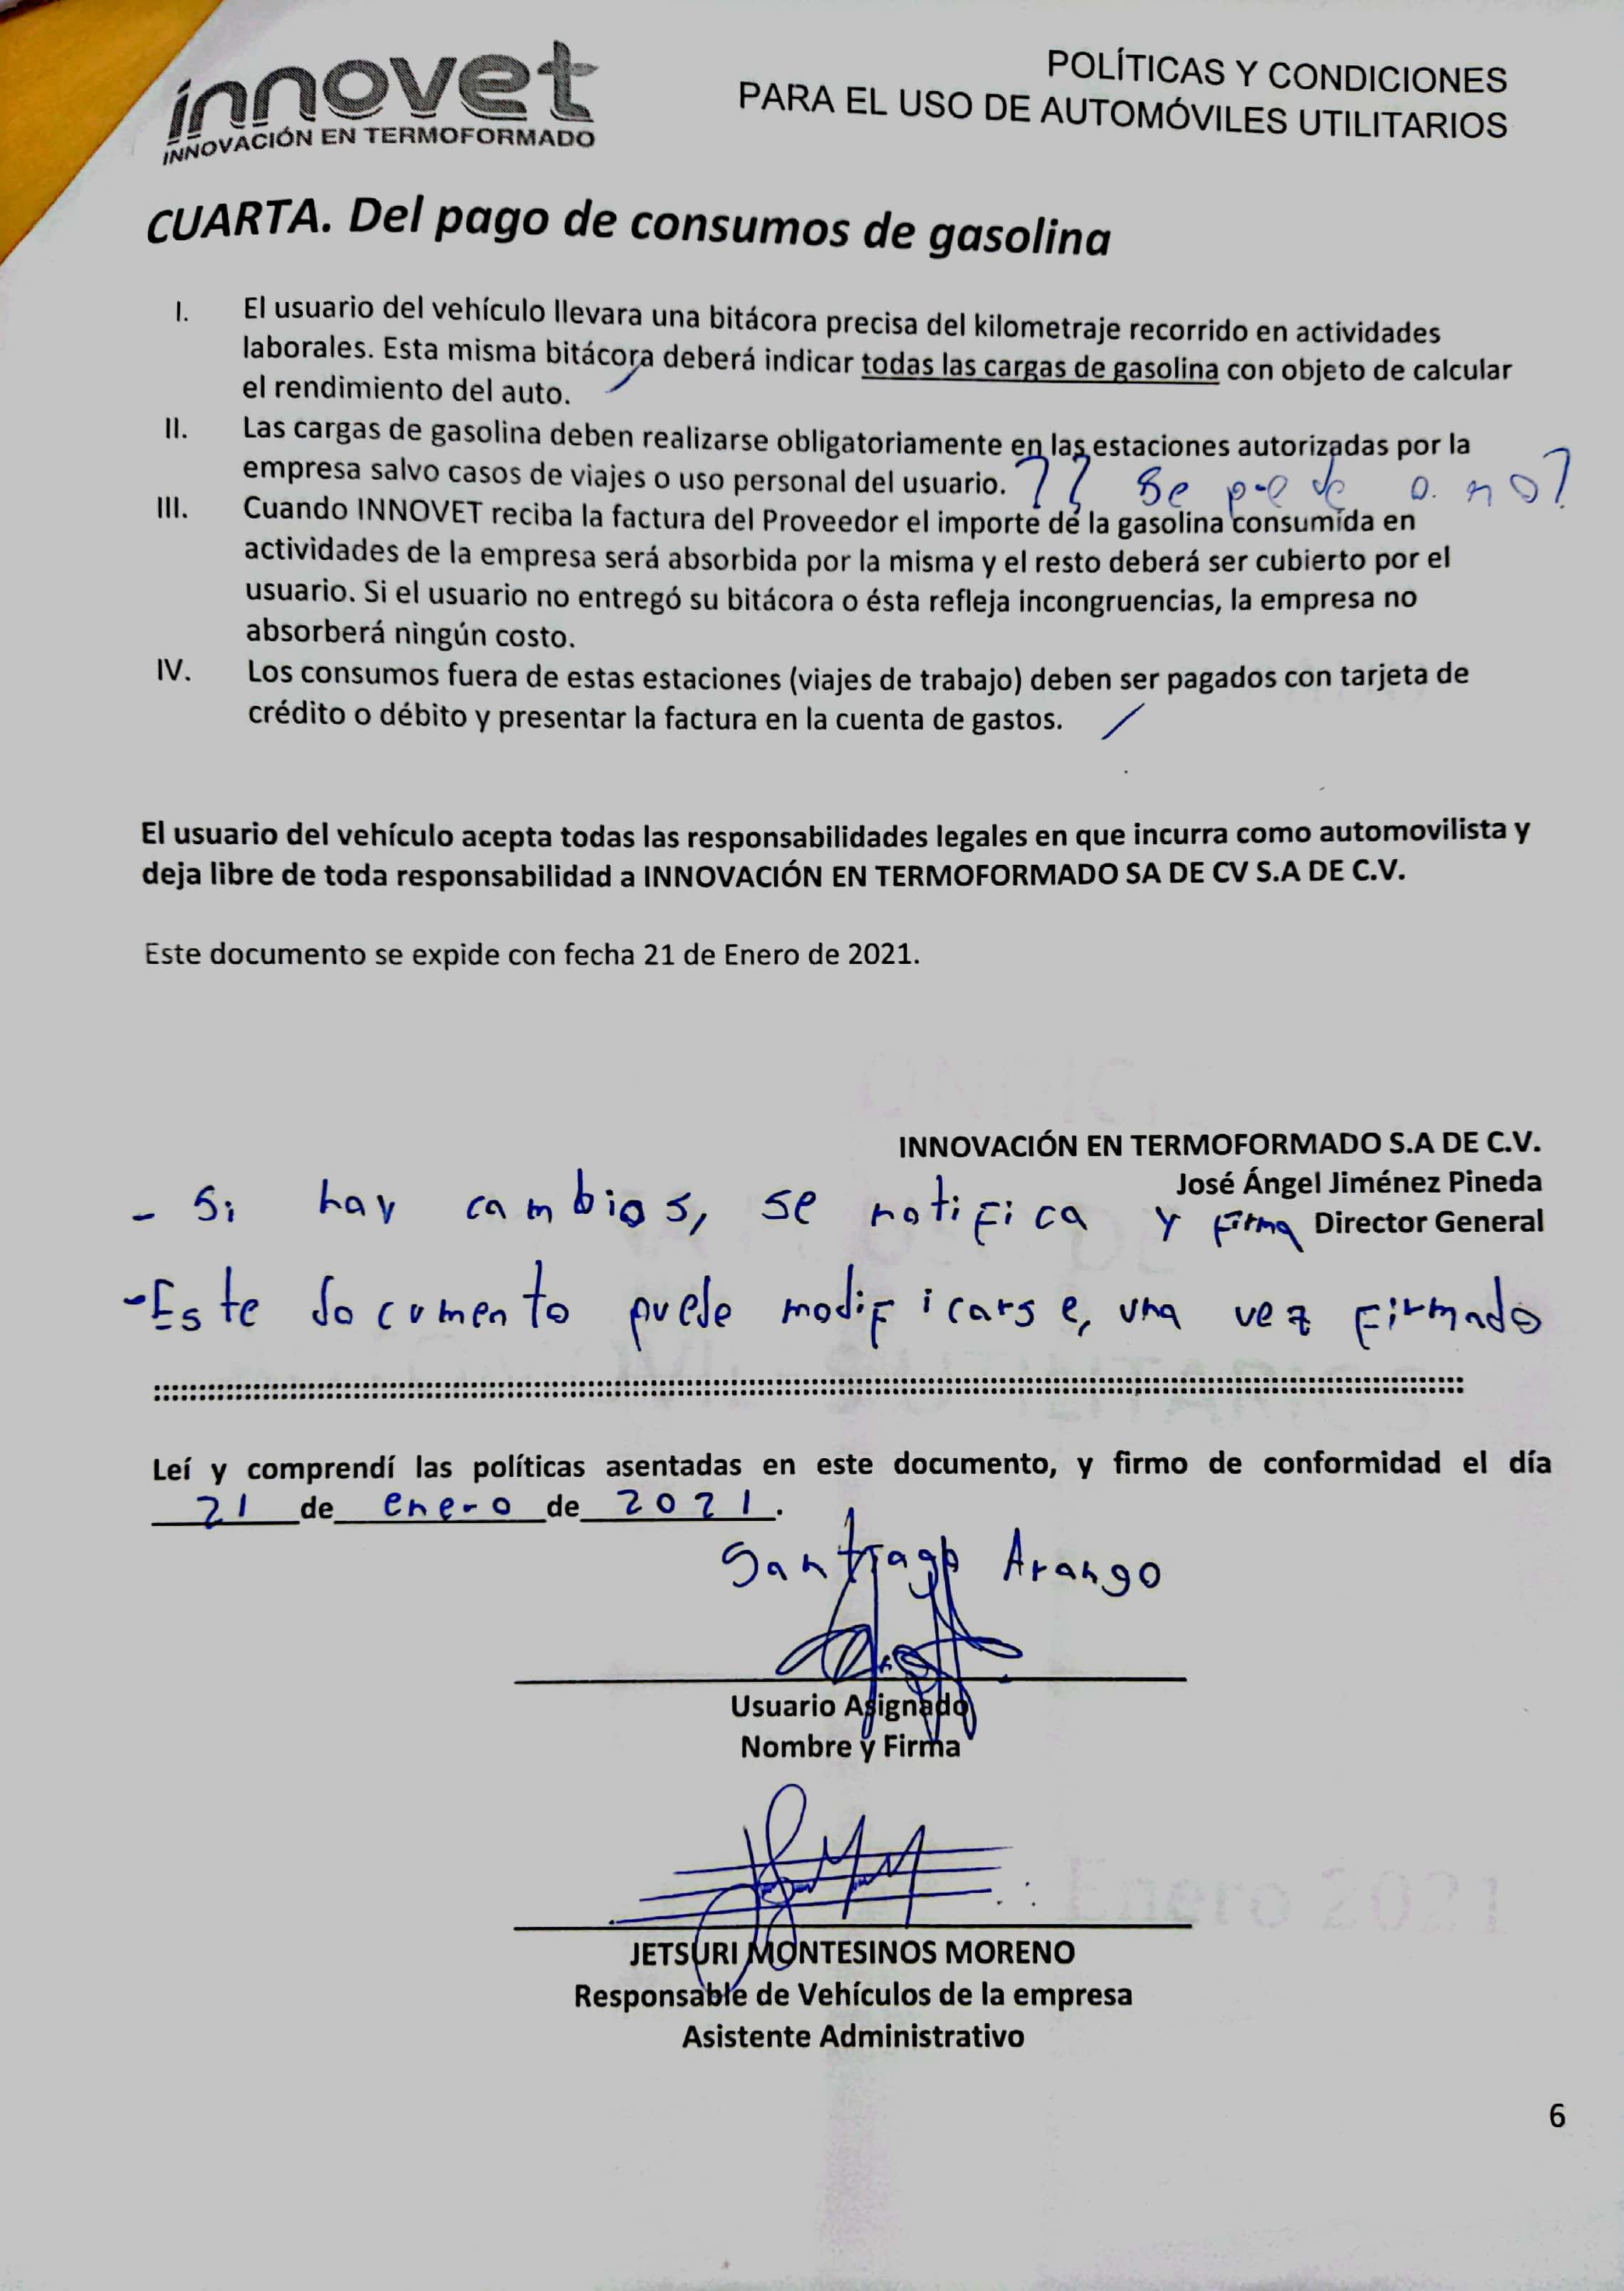 innovet
INNOVACIÓN EN TERMOFORMADO
POLÍTICAS Y CONDICIONES
PARA EL USO DE AUTOMÓVILES UTILITARIOS
CUARTA. Del pago de consumos de gasolina
I. El usuario del vehículo llevara una bitácora precisa del kilometraje recorrido en actividades
laborales. Esta misma bitácora deberá indicar todas las cargas de gasolina con objeto de calcular
el rendimiento del auto.
II. Las cargas de gasolina deben realizarse obligatoriamente en las estaciones autorizadas por la
empresa salvo casos de viajes o uso personal del usuario. ?? Se puede o no?
III. Cuando INNOVET reciba la factura del Proveedor el importe de la gasolina consumida en
actividades de la empresa será absorbida por la misma y el resto deberá ser cubierto por el
usuario. Si el usuario no entregó su bitácora o ésta refleja incongruencias, la empresa no
absorberá ningún costo.
IV. Los consumos fuera de estas estaciones (viajes de trabajo) deben ser pagados con tarjeta de
crédito o débito y presentar la factura en la cuenta de gastos.
El usuario del vehículo acepta todas las responsabilidades legales en que incurra como automovilista y
deja libre de toda responsabilidad a INNOVACIÓN EN TERMOFORMADO SA DE CV S.A DE C.V.
Este documento se expide con fecha 21 de Enero de 2021.
INNOVACIÓN EN TERMOFORMADO S.A DE C.V.
José Ángel Jiménez Pineda
Director General
- Si hay cambios, se notifica y firma
- Este documento puede modificarse, una vez firmado
Leí y comprendí las políticas asentadas en este documento, y firmo de conformidad el día
21 de enero de 2021.
Santiago Arango
Usuario Asignado
Nombre y Firma
JETSURI MONTESINOS MORENO
Responsable de Vehículos de la empresa
Asistente Administrativo
6